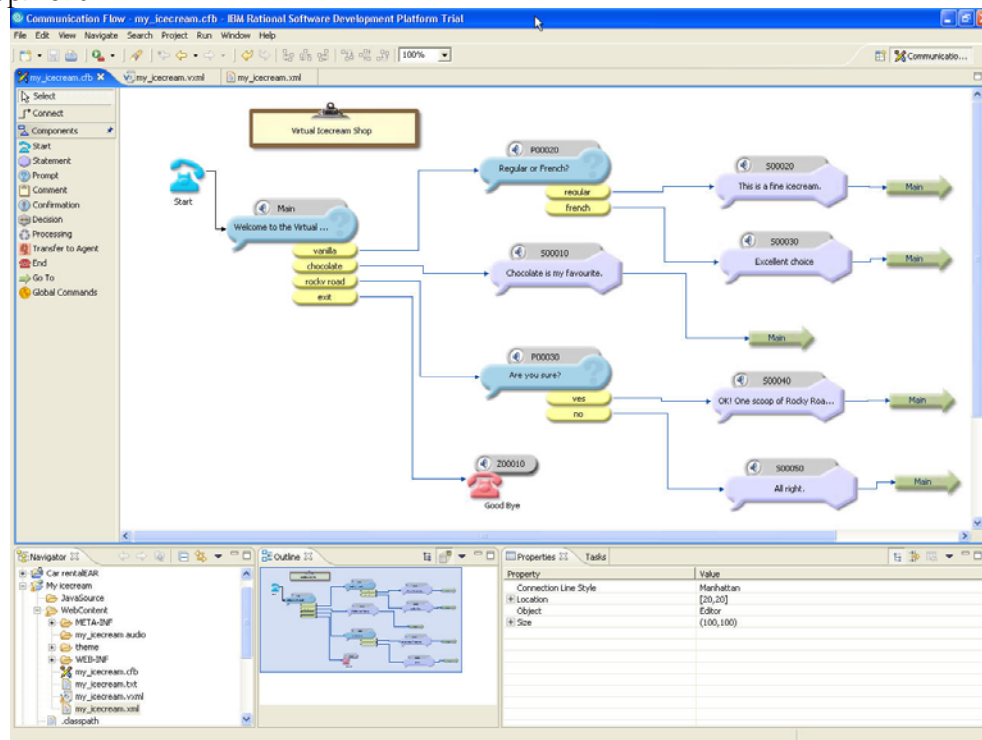 Communication Flow - my_icecream.cfb - IBM Rational Software Development Platform Trial
File Edit View Navigate Search Project Run Window Help
100%
Communicatio...
my_icecream.cfb
my_icecream.vxml
my_icecream.xml
Select
Connect
Components
Start
Statement
Prompt
Comment
Confirmation
Decision
Processing
Transfer to Agent
End
Go To
Global Commands
Virtual Icecream Shop
Start
Main
Welcome to the Virtual ...
vanilla
chocolate
rocky road
exit
P00020
Regular or French?
regular
french
S00020
This is a fine icecream.
Main
S00030
Excellent choice
Main
S00010
Chocolate is my favourite.
Main
P00030
Are you sure?
yes
no
S00040
OK! One scoop of Rocky Roa...
Main
S00050
All right.
Main
Z00010
Good Bye
Navigator
Car rentalEAR
My icecream
JavaSource
WebContent
META-INF
my_icecream audio
theme
WEB-INF
my_icecream.cfb
my_icecream.txt
my_icecream.vxml
my_icecream.xml
.classpath
Outline
Properties Tasks
Property Value
Connection Line Style Manhattan
Location [20,20]
Object Editor
Size (100,100)